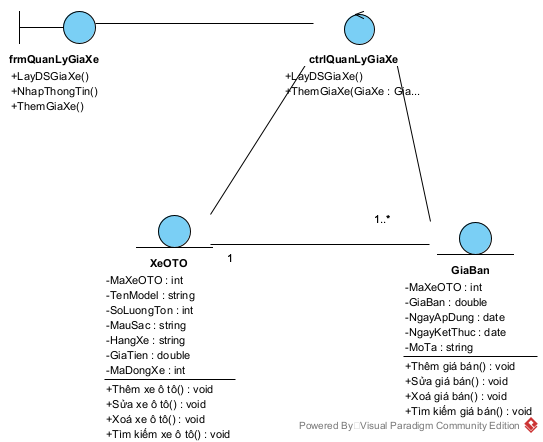 frmQuanLyGiaXe
+LayDSGiaXe()
+NhapThongTin()
+ThemGiaXe()
ctrlQuanLyGiaXe
+LayDSGiaXe()
+ThemGiaXe(GiaXe : Gia...
1..*
1
XeOTO
-MaXeOTO : int
-TenModel : string
-SoLuongTon : int
-MauSac : string
-HangXe : string
-GiaTien : double
-MaDongXe : int
+Thêm xe ô tô() : void
+Sửa xe ô tô() : void
+Xoá xe ô tô() : void
+Tìm kiếm xe ô tô() : void
GiaBan
-MaXeOTO : int
-GiaBan : double
-NgayApDung : date
-NgayKetThuc : date
-MoTa : string
+Thêm giá bán() : void
+Sửa giá bán() : void
+Xoá giá bán() : void
+Tìm kiếm giá bán() : void
Powered By Visual Paradigm Community Edition